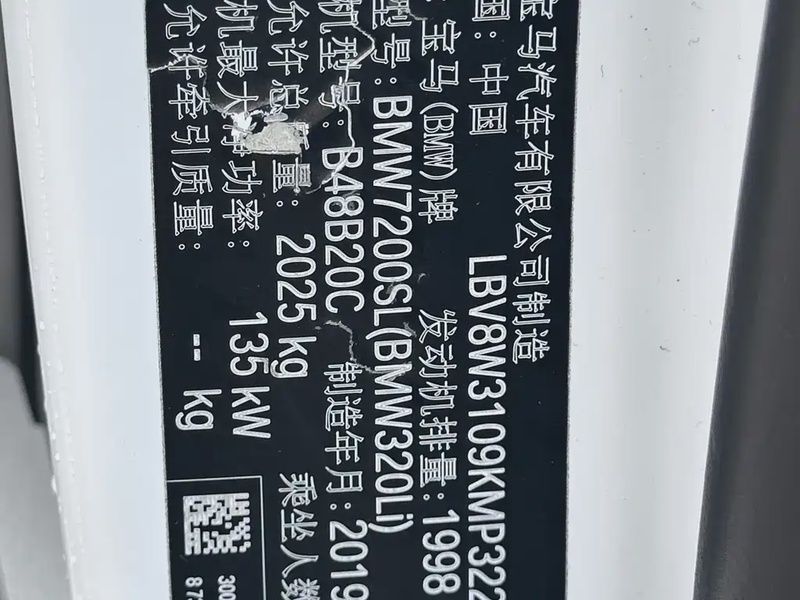 宝马汽车有限公司制造
国: 中国 LBV8W3109KMP322
宝马(BMW)牌 发动机排量: 1998
型号: BMW7200SL(BMW320Li)
机型号: B48B20C 制造年月: 2019
允许总 量: 2025 kg 乘坐人数
机最大 功率: 135 kW
允许牵引质量: -- kg
300
87